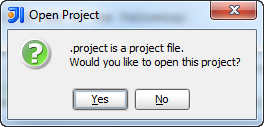 Open Project
.project is a project file.
Would you like to open this project?
Yes
No